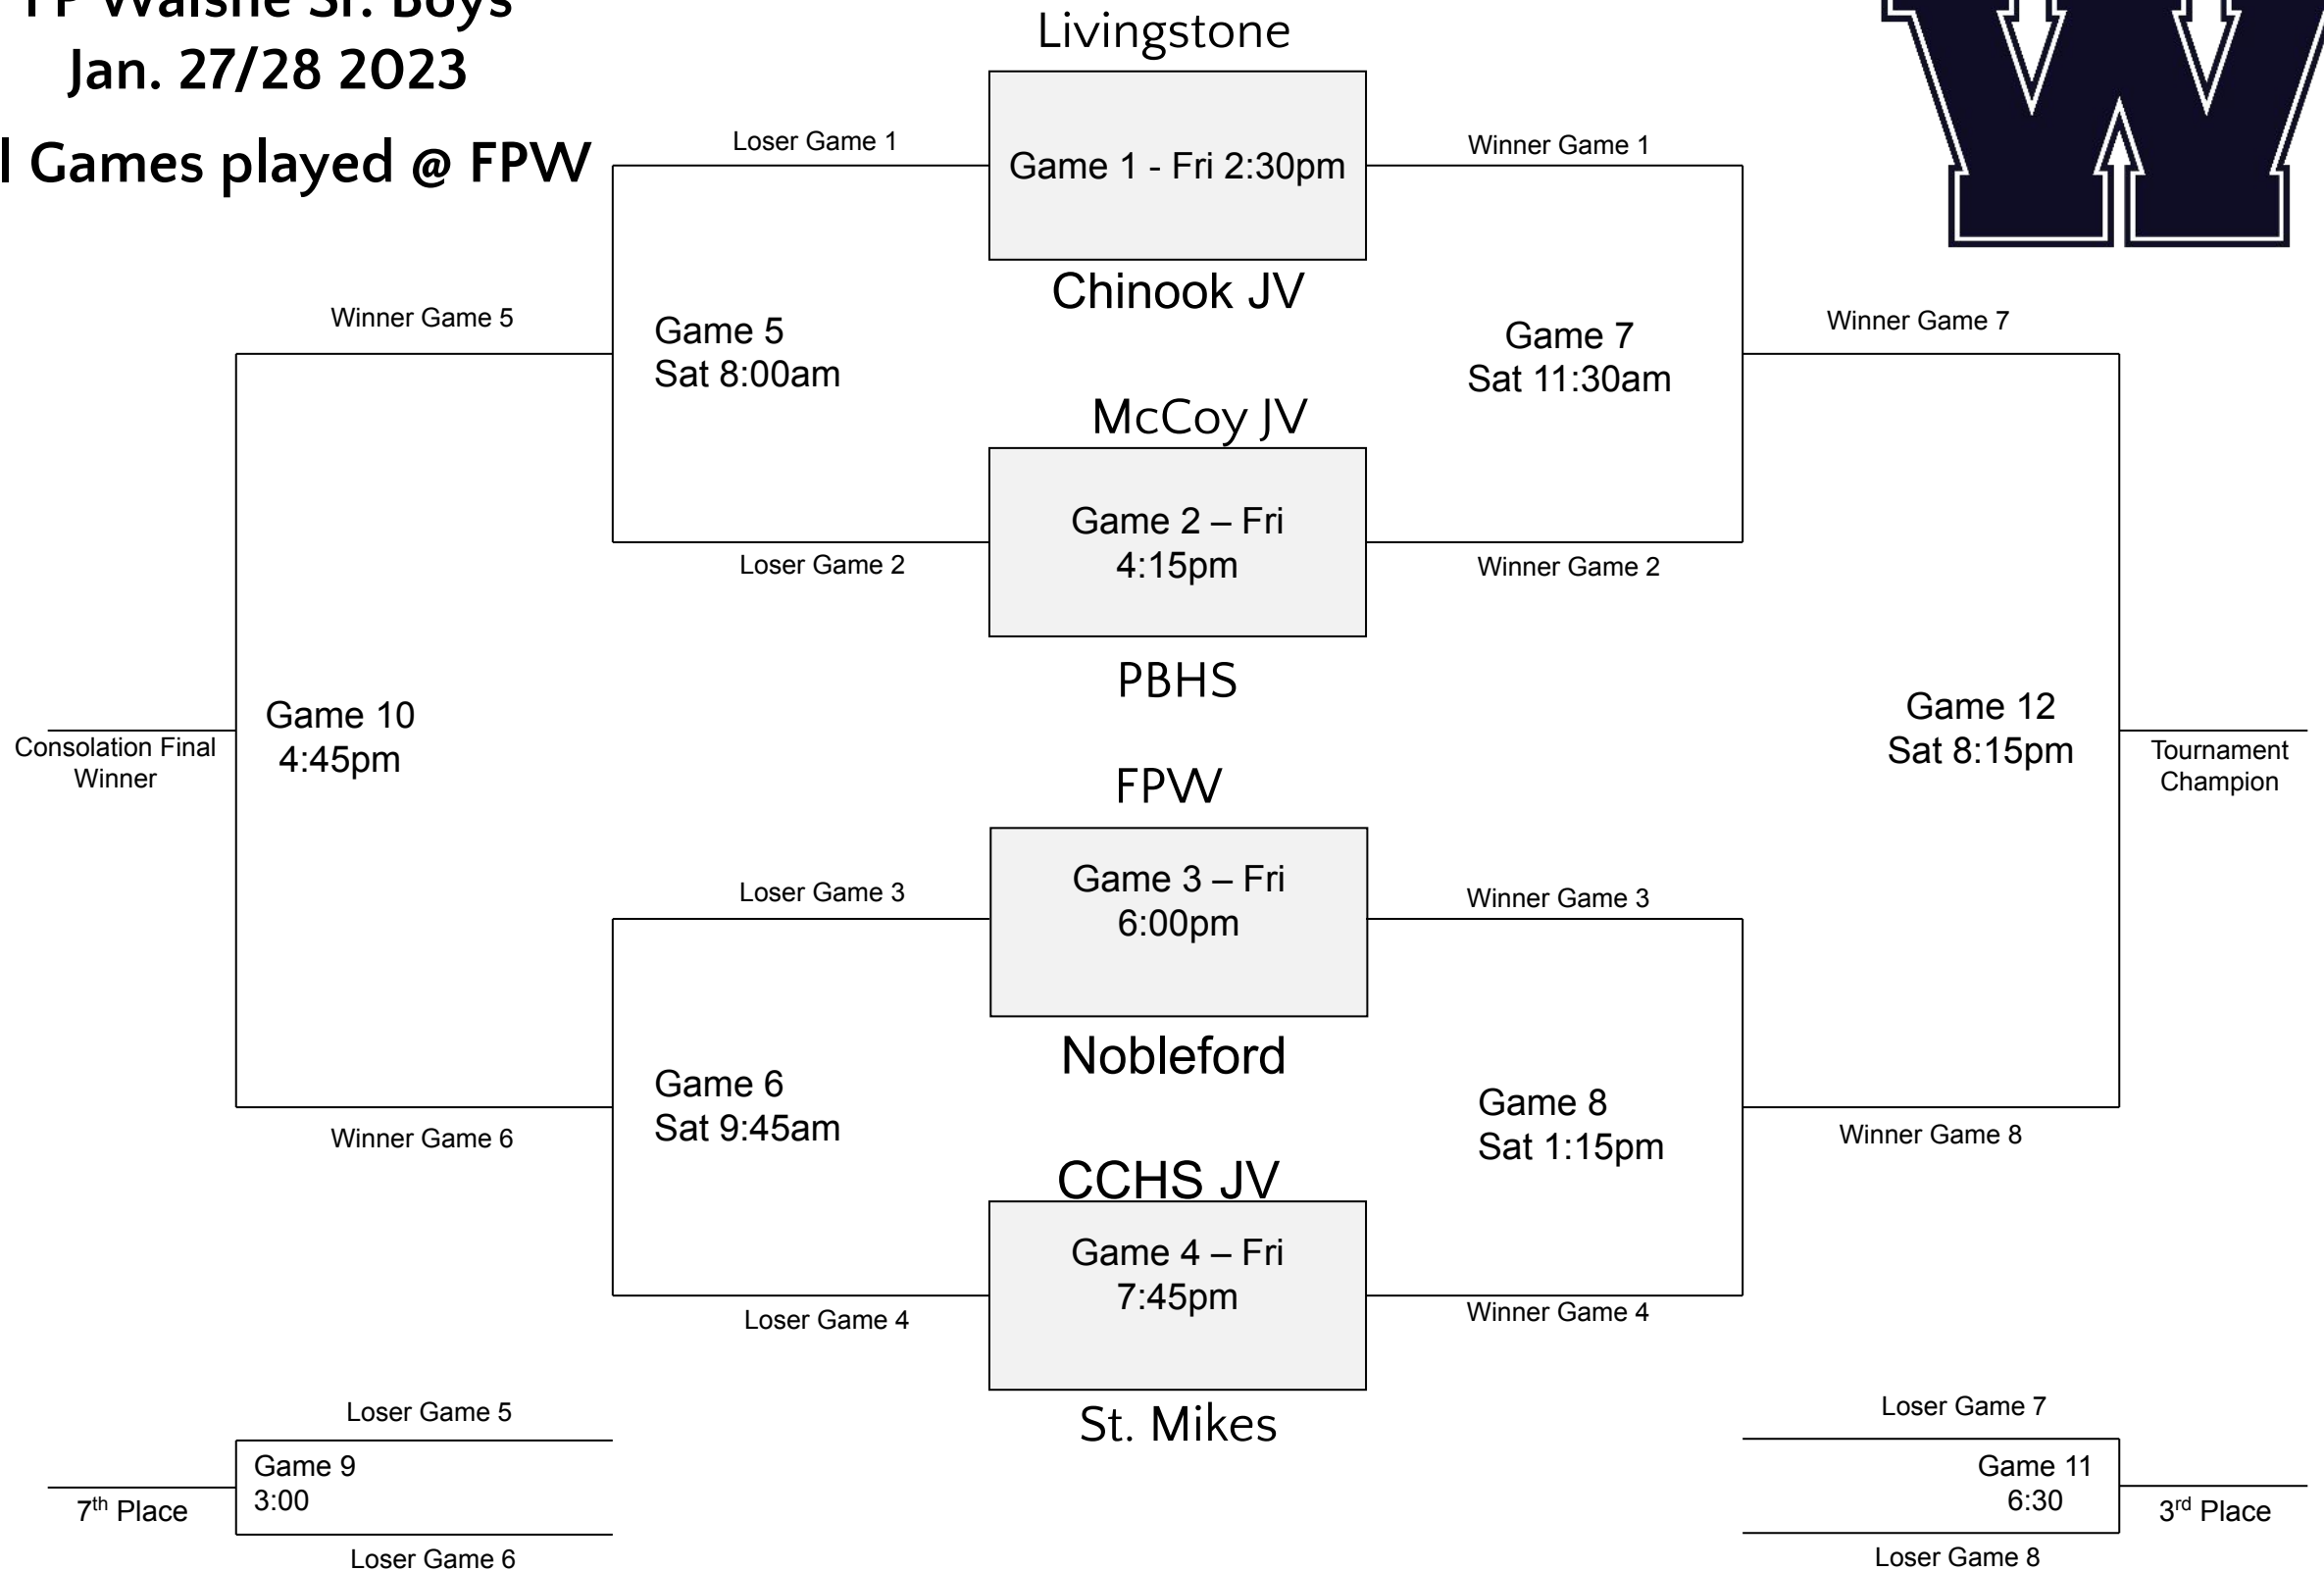 FP Walshe Sr. Boys
Jan. 27/28 2023
l Games played @ FPW
Livingstone
Game 1 - Fri 2:30pm
Chinook JV
Loser Game 1
Winner Game 1
Winner Game 5
Game 5
Sat 8:00am
Game 7
Sat 11:30am
Winner Game 7
McCoy JV
Game 2 – Fri
4:15pm
PBHS
Loser Game 2
Winner Game 2
Game 10
4:45pm
Consolation Final
Winner
Game 12
Sat 8:15pm
Tournament
Champion
FPW
Game 3 – Fri
6:00pm
Nobleford
Loser Game 3
Winner Game 3
Game 6
Sat 9:45am
Game 8
Sat 1:15pm
Winner Game 6
Winner Game 8
CCHS JV
Game 4 – Fri
7:45pm
St. Mikes
Loser Game 4
Winner Game 4
Loser Game 5
Game 9
3:00
7th Place
Loser Game 6
Loser Game 7
Game 11
6:30
3rd Place
Loser Game 8
W